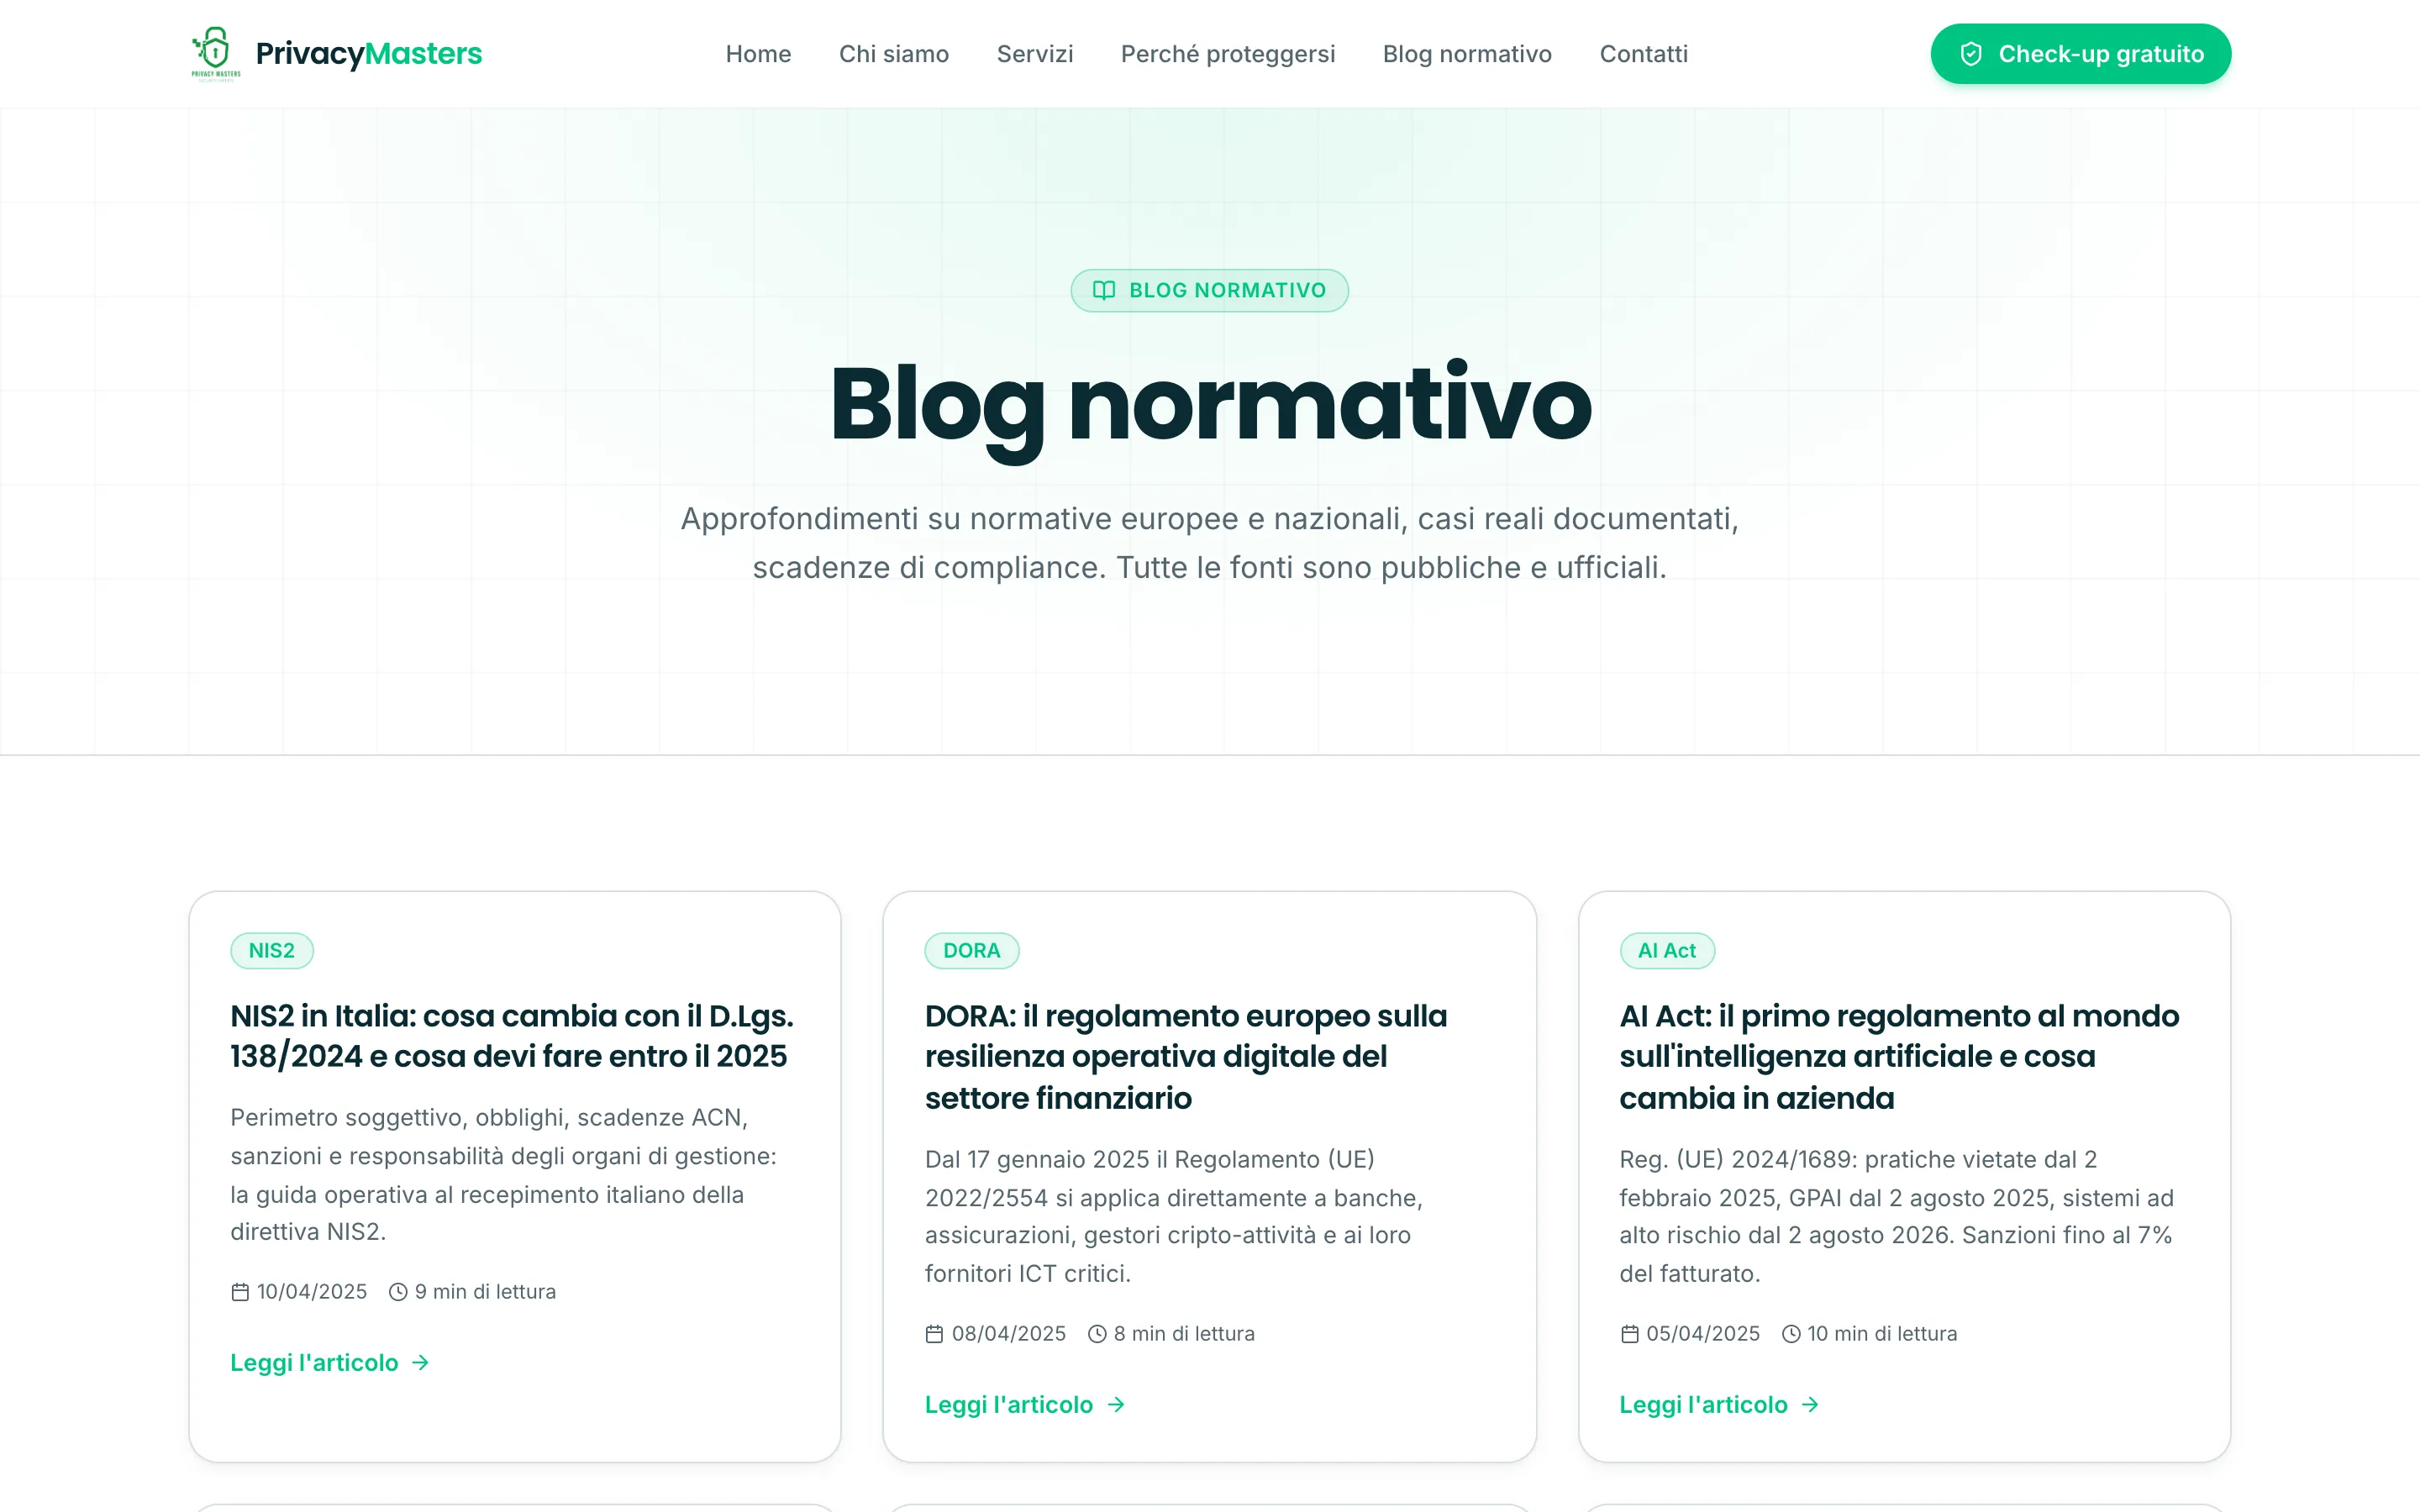 PRIVACY MASTERS
PrivacyMasters
Home
Chi siamo
Servizi
Perché proteggersi
Blog normativo
Contatti
Check-up gratuito
BLOG NORMATIVO
Blog normativo
Approfondimenti su normative europee e nazionali, casi reali documentati,
scadenze di compliance. Tutte le fonti sono pubbliche e ufficiali.
NIS2
NIS2 in Italia: cosa cambia con il D.Lgs.
138/2024 e cosa devi fare entro il 2025
Perimetro soggettivo, obblighi, scadenze ACN,
sanzioni e responsabilità degli organi di gestione:
la guida operativa al recepimento italiano della
direttiva NIS2.
10/04/2025 9 min di lettura
Leggi l'articolo
DORA
DORA: il regolamento europeo sulla
resilienza operativa digitale del
settore finanziario
Dal 17 gennaio 2025 il Regolamento (UE)
2022/2554 si applica direttamente a banche,
assicurazioni, gestori cripto-attività e ai loro
fornitori ICT critici.
08/04/2025 8 min di lettura
Leggi l'articolo
AI Act
AI Act: il primo regolamento al mondo
sull'intelligenza artificiale e cosa
cambia in azienda
Reg. (UE) 2024/1689: pratiche vietate dal 2
febbraio 2025, GPAI dal 2 agosto 2025, sistemi ad
alto rischio dal 2 agosto 2026. Sanzioni fino al 7%
del fatturato.
05/04/2025 10 min di lettura
Leggi l'articolo